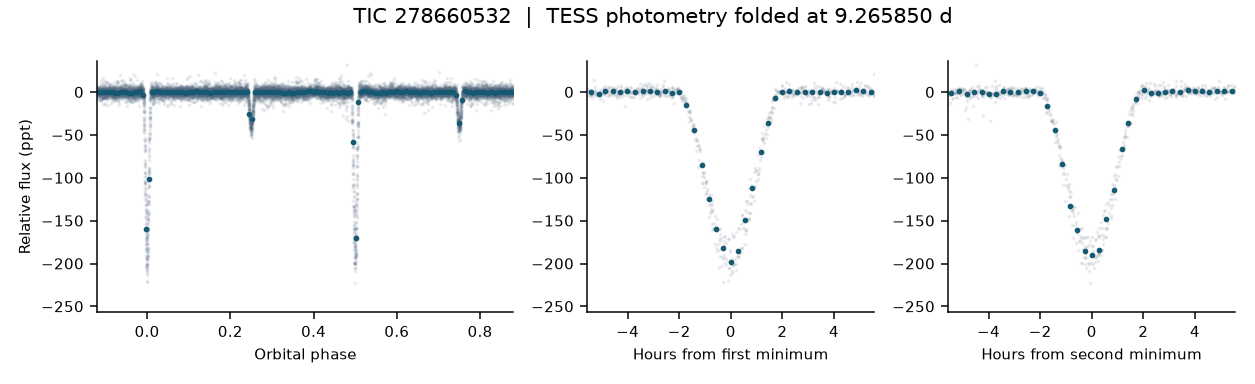 TIC 278660532 | TESS photometry folded at 9.265850 d
Relative flux (ppt)
0
−50
−100
−150
−200
−250
0.0 0.2 0.4 0.6 0.8
Orbital phase
0
−50
−100
−150
−200
−250
−4 −2 0 2 4
Hours from first minimum
0
−50
−100
−150
−200
−250
−4 −2 0 2 4
Hours from second minimum